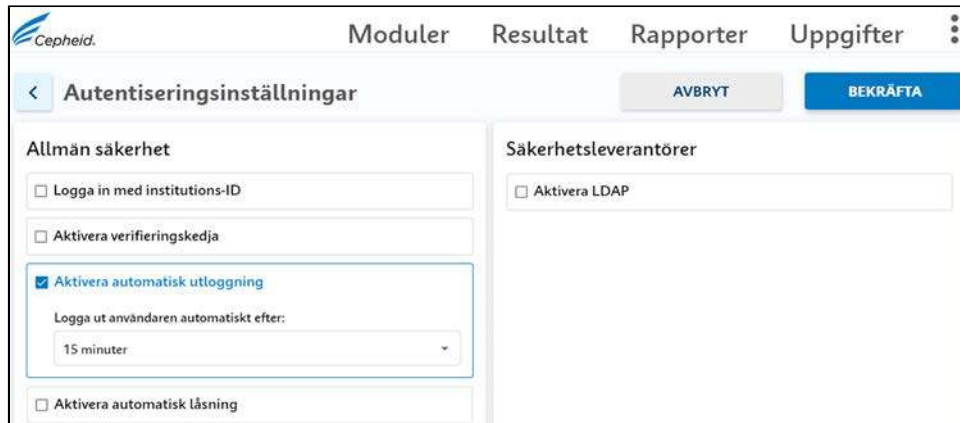 Cepheid.
Moduler Resultat Rapporter Uppgifter
Autentiseringsinställningar
AVBRYT
BEKRÄFTA
Allmän säkerhet
Logga in med institutions-ID
Aktivera verifieringskedja
Aktivera automatisk utloggning
Logga ut användaren automatiskt efter:
15 minuter
Aktivera automatisk låsning
Säkerhetsleverantörer
Aktivera LDAP